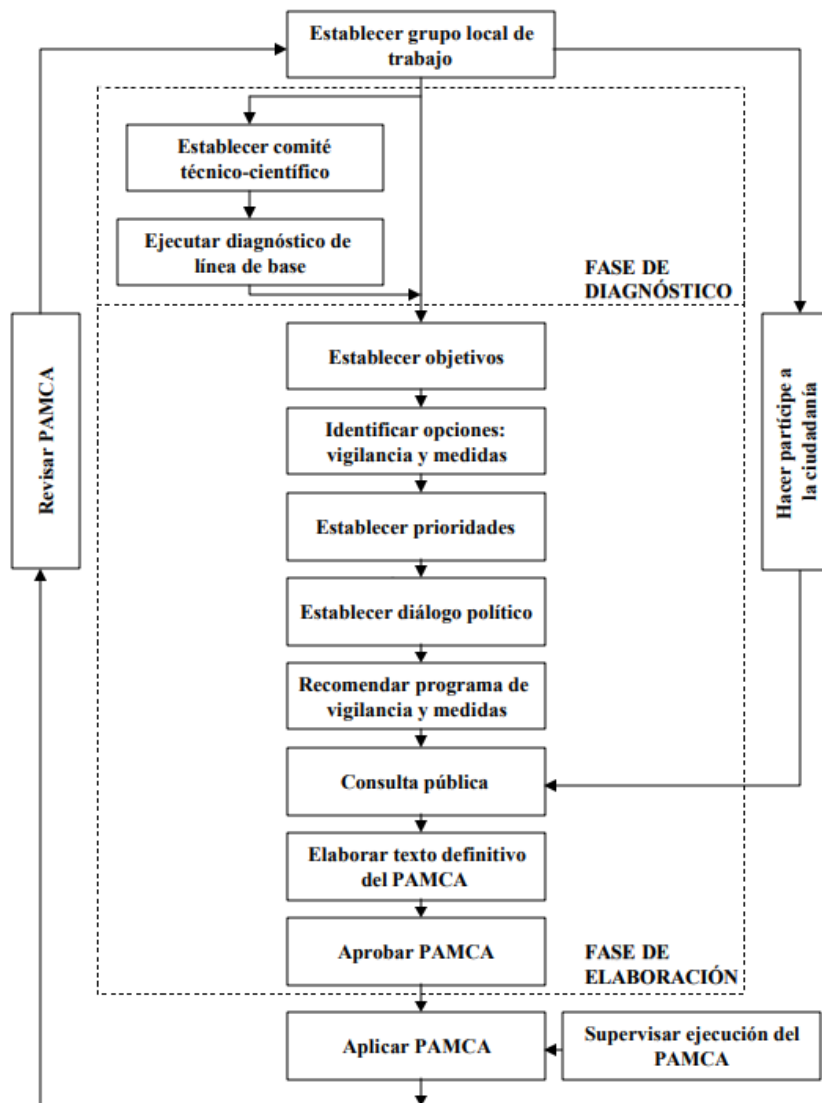 Establecer grupo local de
trabajo
Establecer comité
técnico-científico
Ejecutar diagnóstico de
línea de base
FASE DE
DIAGNÓSTICO
Revisar PAMCA
Hacer partícipe a
la ciudadanía
Establecer objetivos
Identificar opciones:
vigilancia y medidas
Establecer prioridades
Establecer diálogo político
Recomendar programa de
vigilancia y medidas
Consulta pública
Elaborar texto definitivo
del PAMCA
Aprobar PAMCA
FASE DE
ELABORACIÓN
Aplicar PAMCA
Supervisar ejecución del
PAMCA